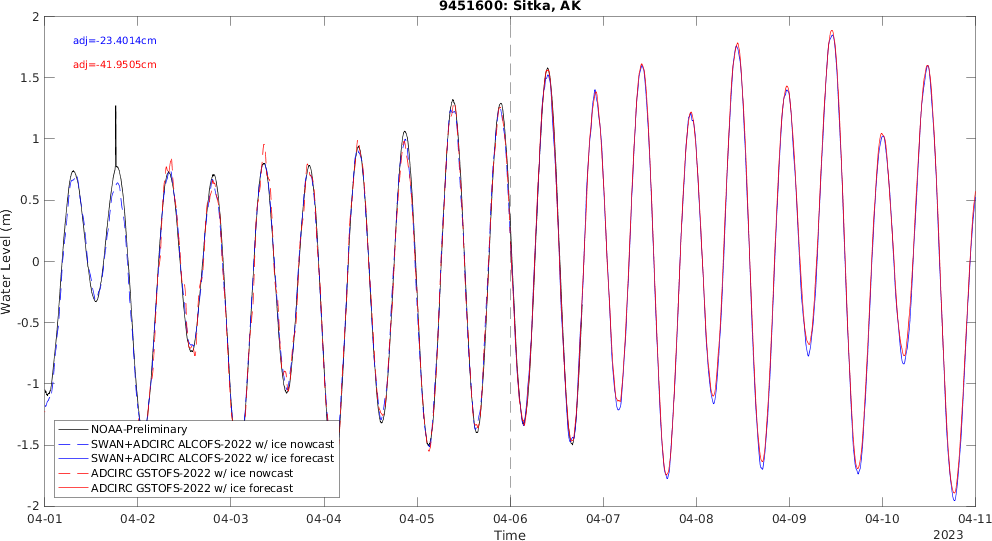 9451600: Sitka, AK
adj=-23.4014cm
adj=-41.9505cm
Water Level (m)
2
1.5
1
0.5
0
-0.5
-1
-1.5
-2
NOAA-Preliminary
SWAN+ADCIRC ALCOFS-2022 w/ ice nowcast
SWAN+ADCIRC ALCOFS-2022 w/ ice forecast
ADCIRC GSTOFS-2022 w/ ice nowcast
ADCIRC GSTOFS-2022 w/ ice forecast
04-01 04-02 04-03 04-04 04-05 04-06 04-07 04-08 04-09 04-10 04-11
Time
2023